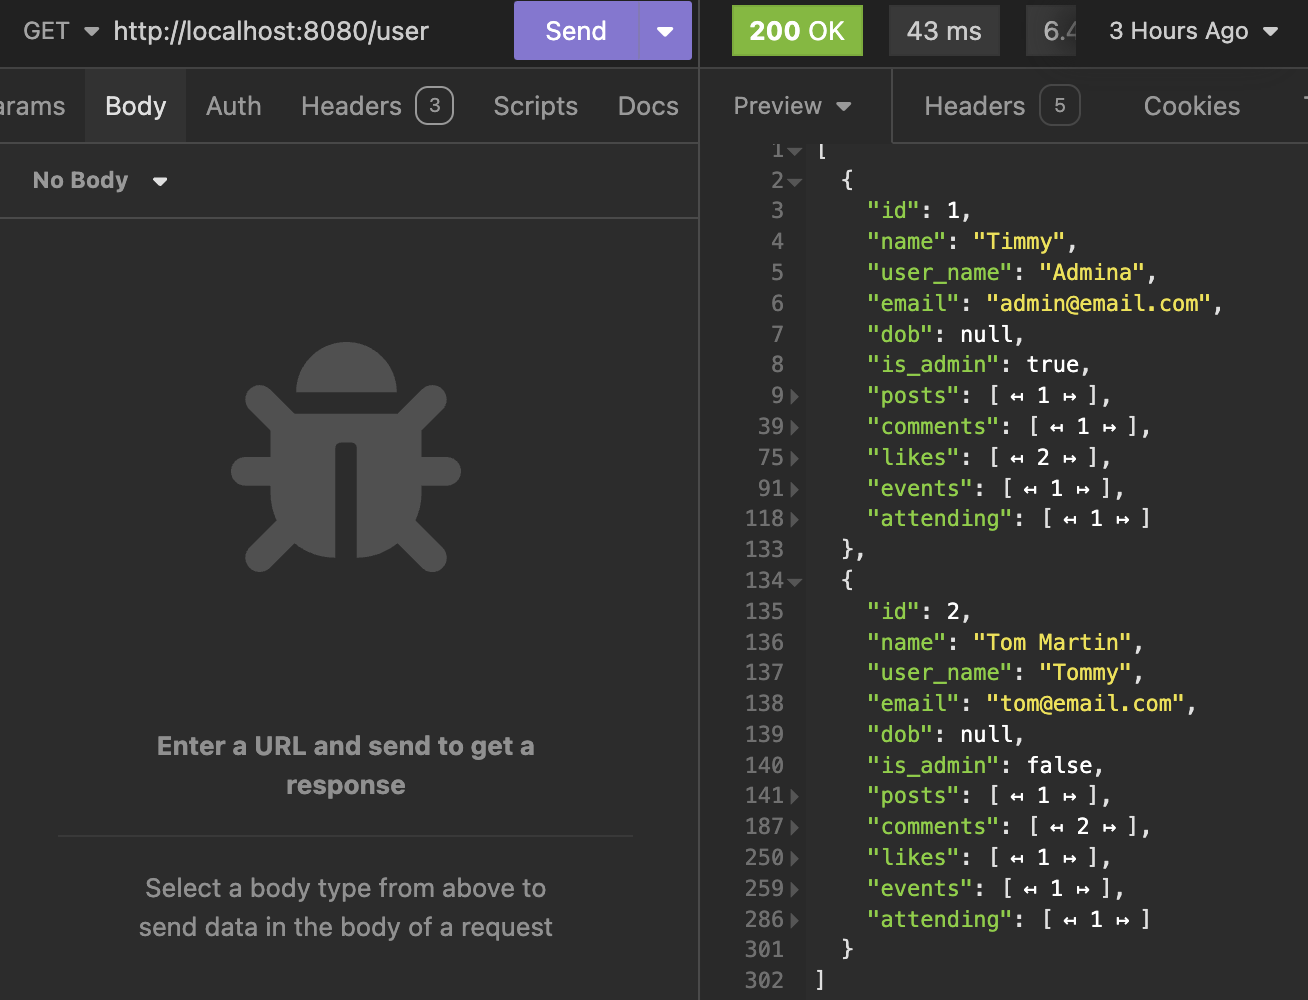 GET http://localhost:8080/user Send
200 OK 43 ms 6.4 3 Hours Ago
arams Body Auth Headers 3 Scripts Docs
Preview Headers 5 Cookies
No Body
Enter a URL and send to get a
response
Select a body type from above to
send data in the body of a request
1 [
2 {
3 "id": 1,
4 "name": "Timmy",
5 "user_name": "Admina",
6 "email": "admin@email.com",
7 "dob": null,
8 "is_admin": true,
9 "posts": [ ↤ 1 ↦ ],
39 "comments": [ ↤ 1 ↦ ],
75 "likes": [ ↤ 2 ↦ ],
91 "events": [ ↤ 1 ↦ ],
118 "attending": [ ↤ 1 ↦ ]
133 },
134 {
135 "id": 2,
136 "name": "Tom Martin",
137 "user_name": "Tommy",
138 "email": "tom@email.com",
139 "dob": null,
140 "is_admin": false,
141 "posts": [ ↤ 1 ↦ ],
187 "comments": [ ↤ 2 ↦ ],
250 "likes": [ ↤ 1 ↦ ],
259 "events": [ ↤ 1 ↦ ],
286 "attending": [ ↤ 1 ↦ ]
301 }
302 ]